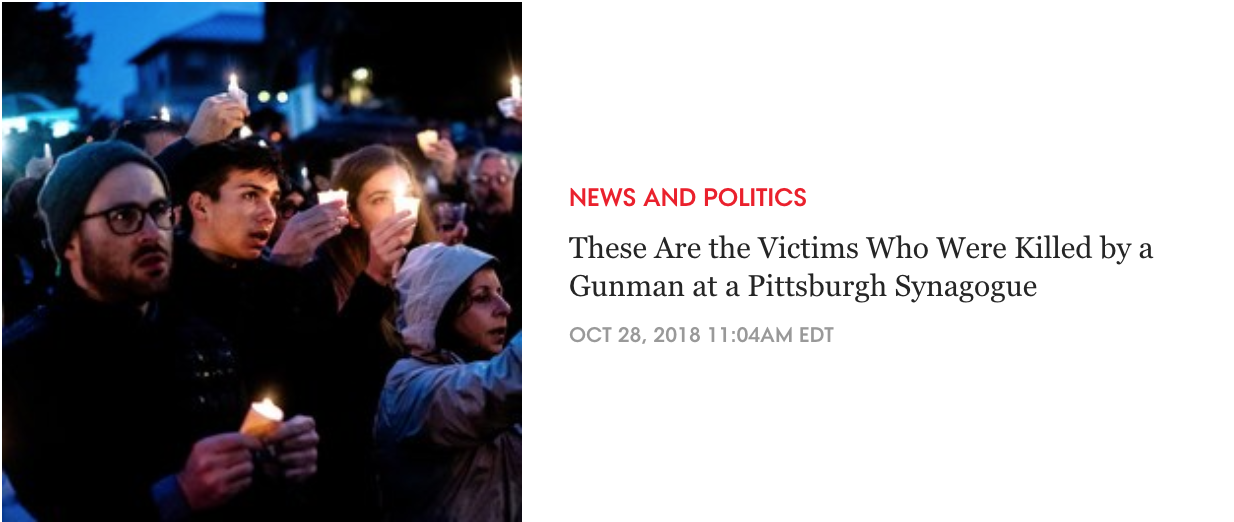 NEWS AND POLITICS
These Are the Victims Who Were Killed by a
Gunman at a Pittsburgh Synagogue
OCT 28, 2018 11:04AM EDT